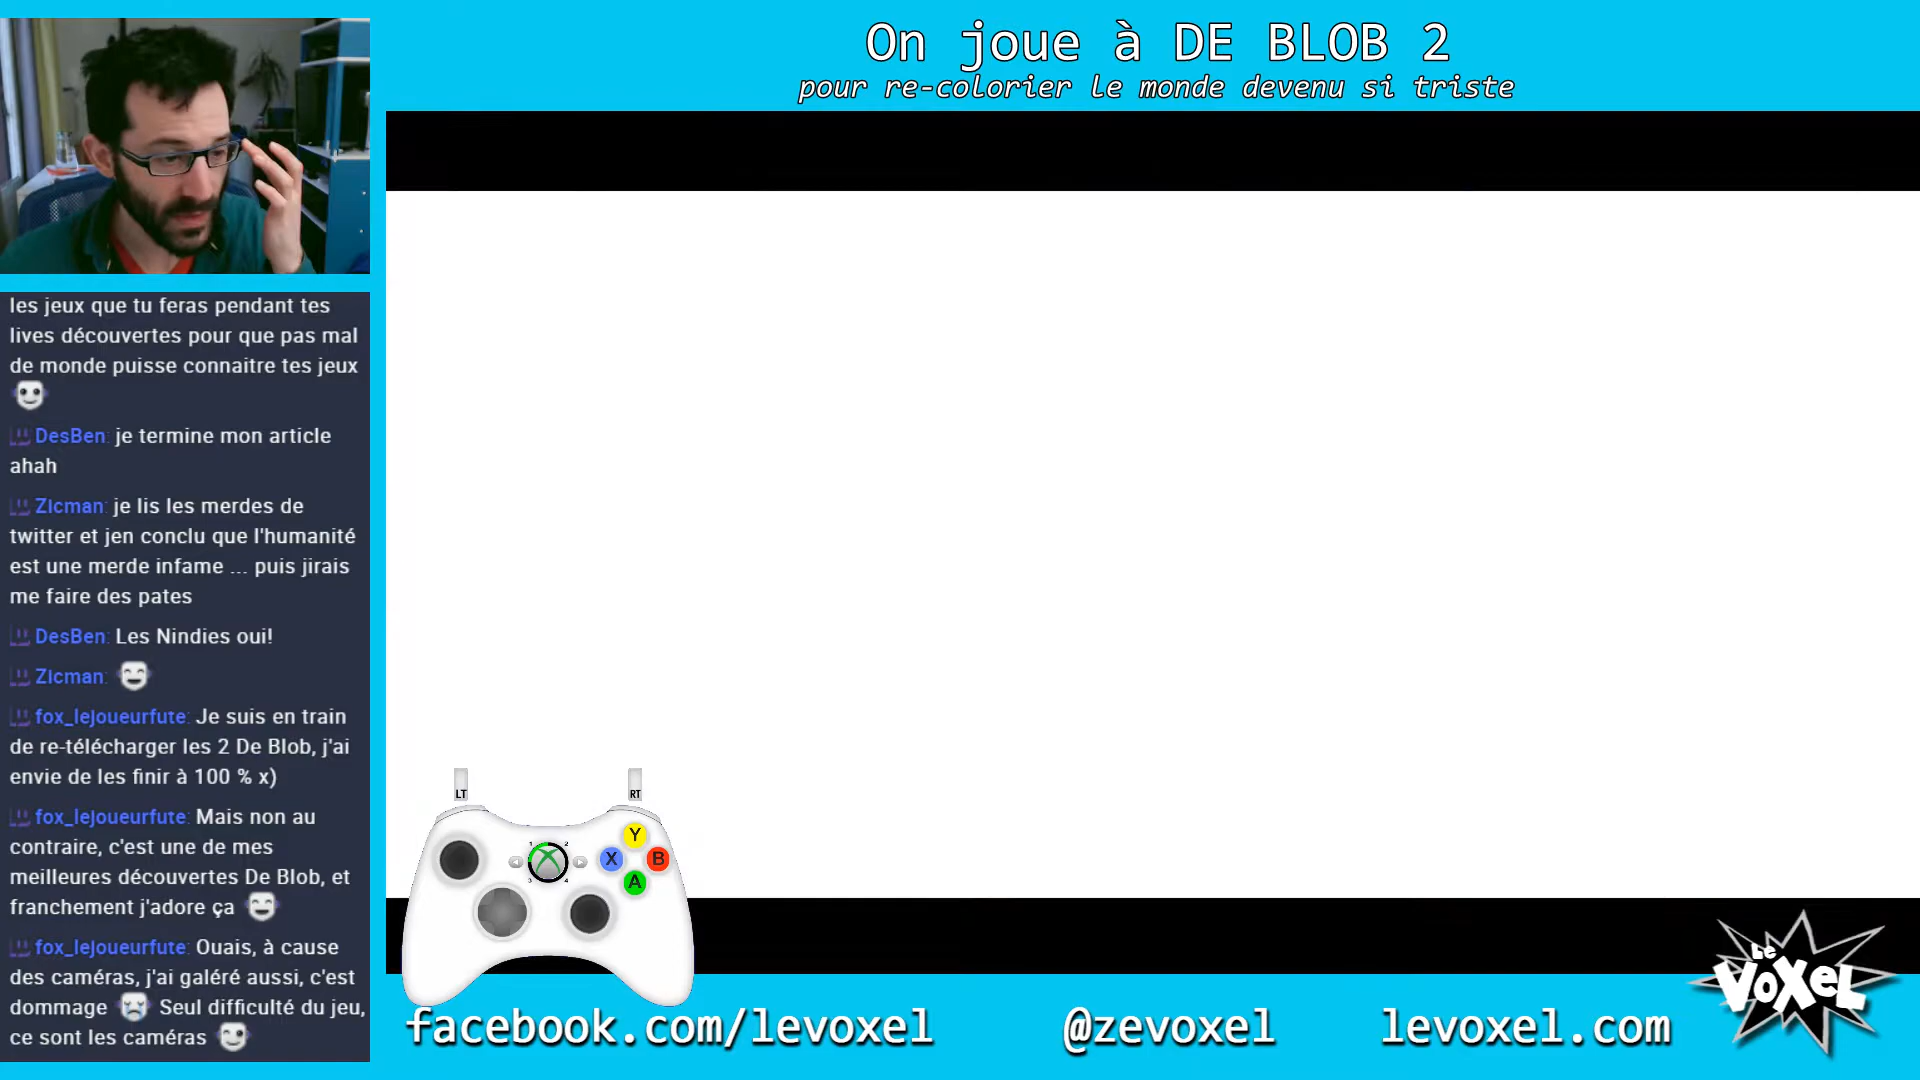 On joue à DE BLOB 2
pour re-colorier le monde devenu si triste
les jeux que tu feras pendant tes
lives découvertes pour que pas mal
de monde puisse connaitre tes jeux
DesBen: je termine mon article
ahah
Zicman: je lis les merdes de
twitter et jen conclu que l'humanité
est une merde infame ... puis jirais
me faire des pates
DesBen: Les Nindies oui!
Zicman:
fox_lejoueurfute: Je suis en train
de re-télécharger les 2 De Blob, j'ai
envie de les finir à 100 % x)
fox_lejoueurfute: Mais non au
contraire, c'est une de mes
meilleures découvertes De Blob, et
franchement j'adore ça
fox_lejoueurfute: Ouais, à cause
des caméras, j'ai galéré aussi, c'est
dommage Seul difficulté du jeu,
ce sont les caméras
LT
RT
1 2
3 4
Y
X B
A
facebook.com/levoxel @zevoxel levoxel.com
Le
VoXeL